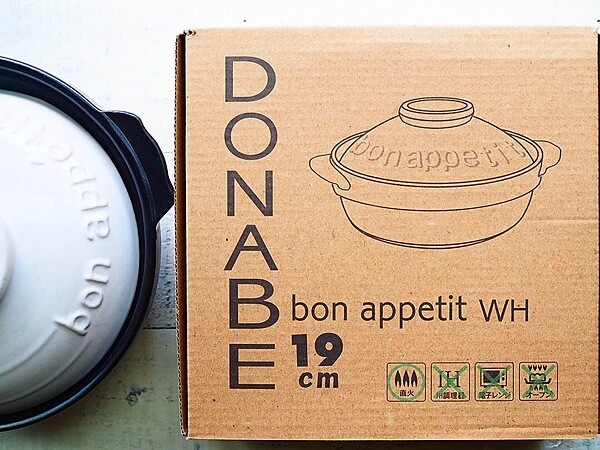 bon appetit
DONABE
bon appetit
bon appetit WH
19
cm
直火
IH
IH調理器
電子レンジ
オーブン